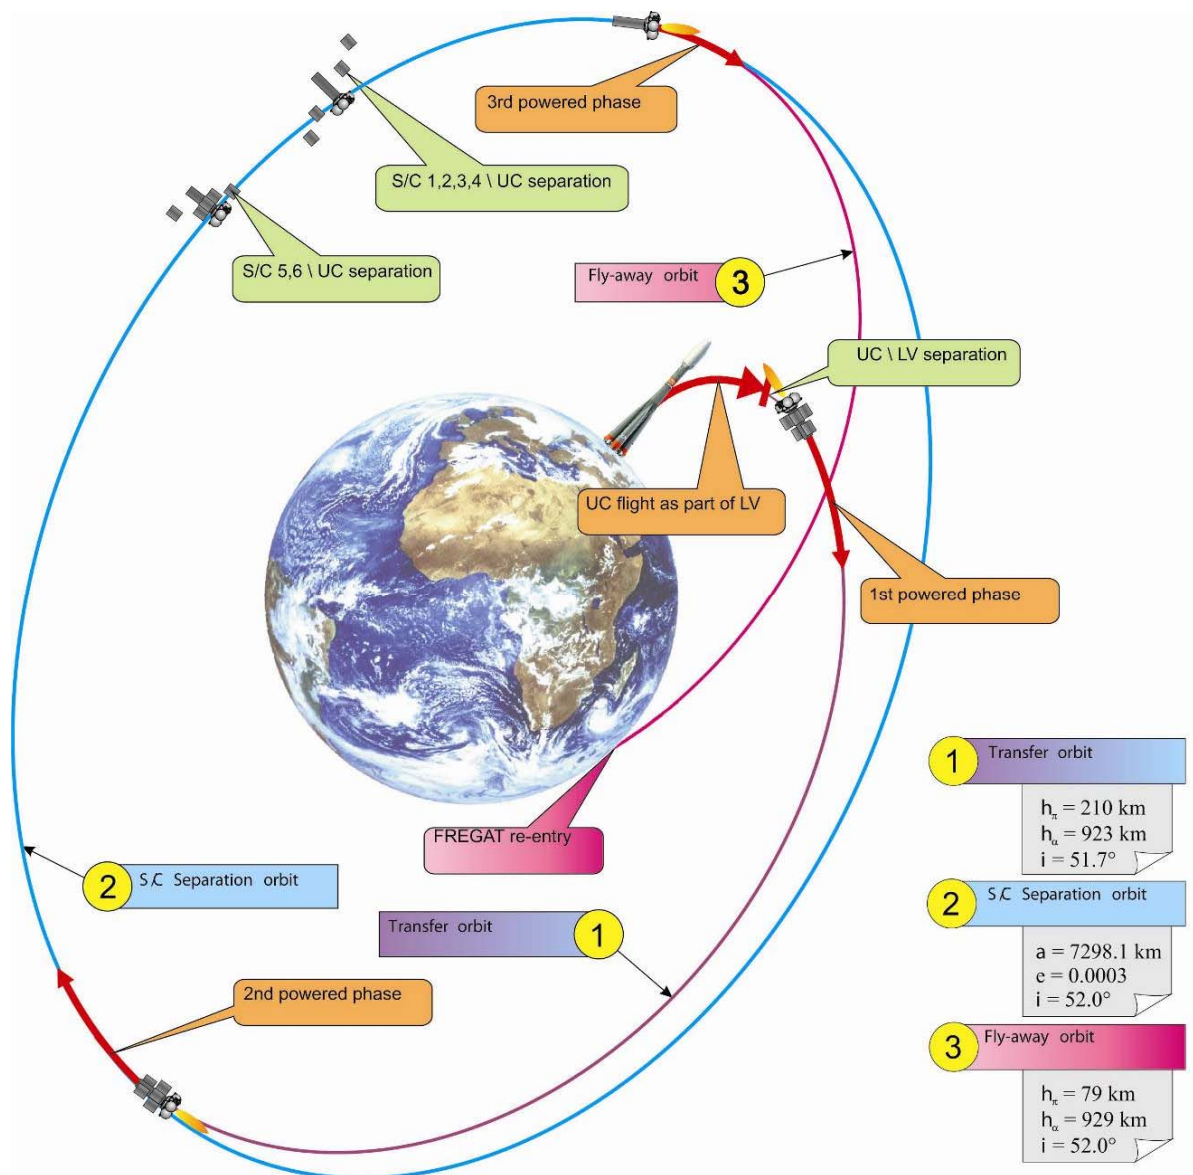 3rd powered phase
S/C 1,2,3,4 \ UC separation
S/C 5,6 \ UC separation
Fly-away orbit
3
UC \ LV separation
UC flight as part of LV
1st powered phase
FREGAT re-entry
2
S/C Separation orbit
Transfer orbit
1
2nd powered phase
1
Transfer orbit
hπ = 210 km
hα = 923 km
i = 51.7°
2
S/C Separation orbit
a = 7298.1 km
e = 0.0003
i = 52.0°
3
Fly-away orbit
hπ = 79 km
hα = 929 km
i = 52.0°